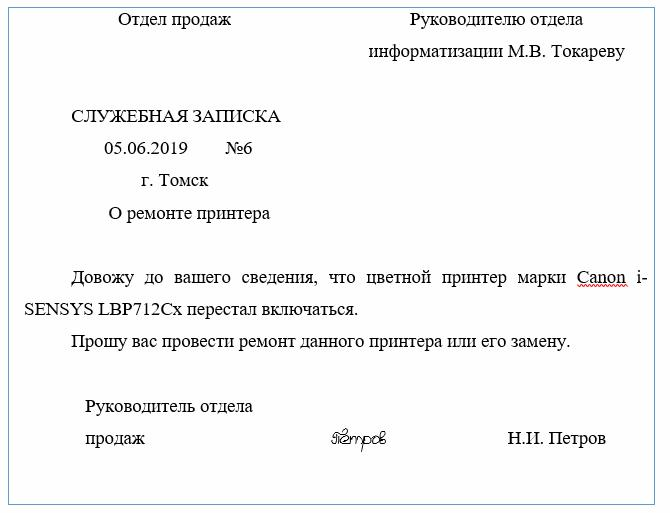 Отдел продаж Руководителю отдела
информатизации М.В. Токареву
СЛУЖЕБНАЯ ЗАПИСКА
05.06.2019 №6
г. Томск
О ремонте принтера
Довожу до вашего сведения, что цветной принтер марки Canon i-
SENSYS LBP712Cx перестал включаться.
Прошу вас провести ремонт данного принтера или его замену.
Руководитель отдела
продаж Петров Н.И. Петров